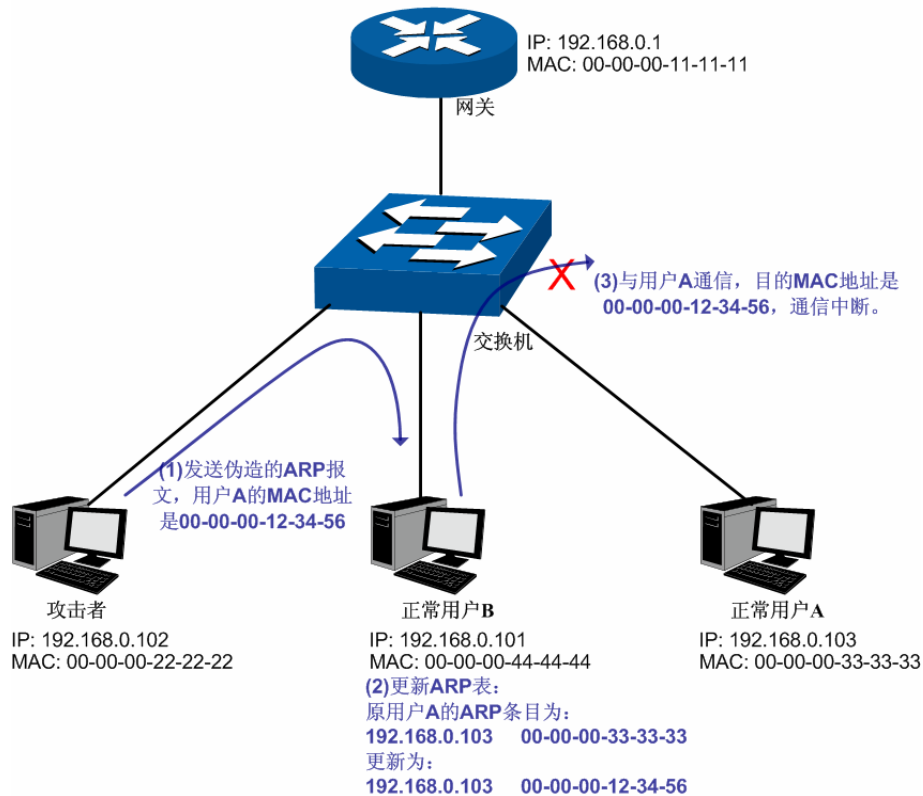 IP: 192.168.0.1
MAC: 00-00-00-11-11-11
网关
(3)与用户A通信，目的MAC地址是
00-00-00-12-34-56，通信中断。
交换机
(1)发送伪造的ARP报
文，用户A的MAC地址
是00-00-00-12-34-56
攻击者
IP: 192.168.0.102
MAC: 00-00-00-22-22-22
正常用户B
IP: 192.168.0.101
MAC: 00-00-00-44-44-44
(2)更新ARP表：
原用户A的ARP条目为：
192.168.0.103 00-00-00-33-33-33
更新为：
192.168.0.103 00-00-00-12-34-56
正常用户A
IP: 192.168.0.103
MAC: 00-00-00-33-33-33